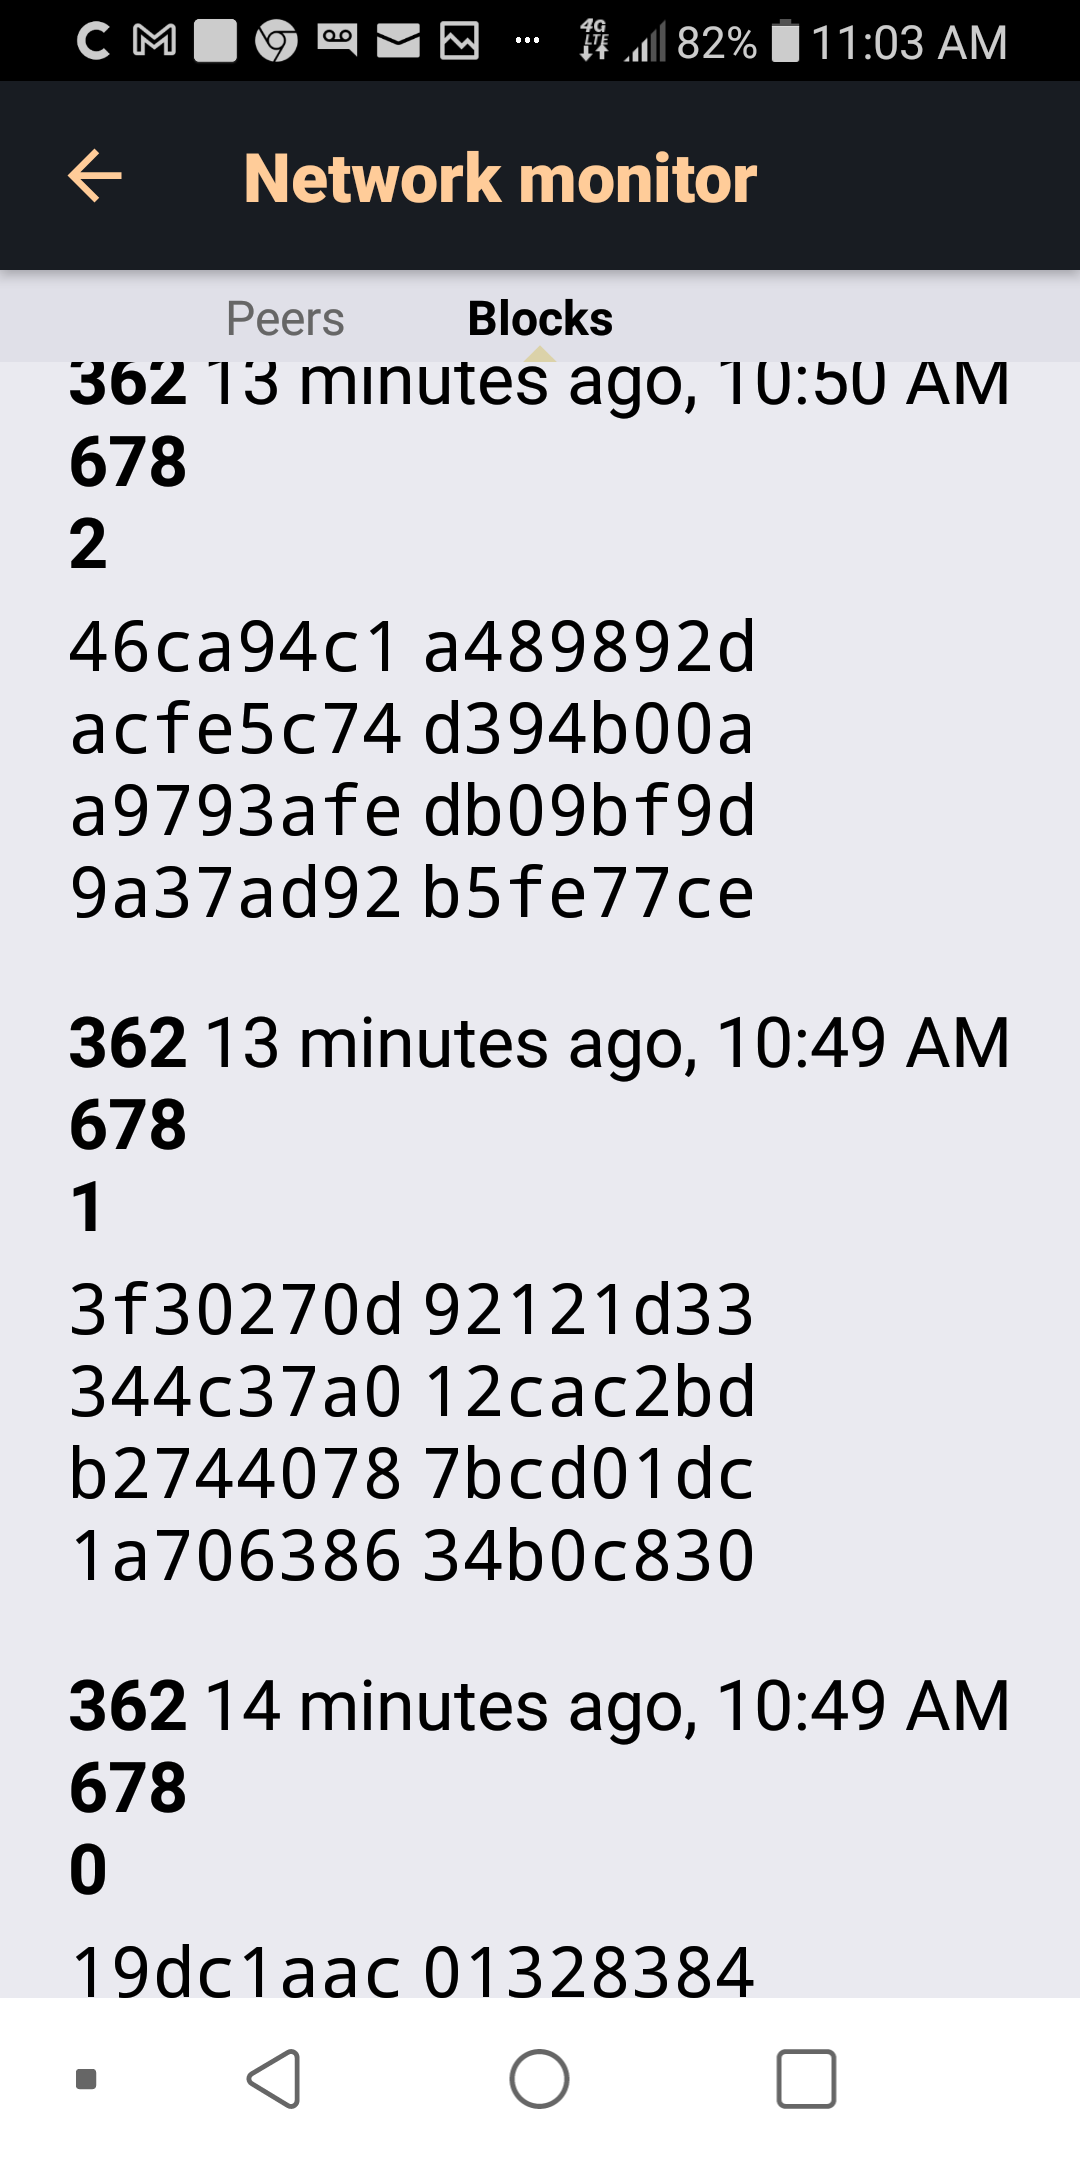 4G LTE 82% 11:03 AM
Network monitor
Peers Blocks
362 13 minutes ago, 10:50 AM
678
2
46ca94c1 a489892d
acfe5c74 d394b00a
a9793afe db09bf9d
9a37ad92 b5fe77ce
362 13 minutes ago, 10:49 AM
678
1
3f30270d 92121d33
344c37a0 12cac2bd
b2744078 7bcd01dc
1a706386 34b0c830
362 14 minutes ago, 10:49 AM
678
0
19dc1aac 01328384